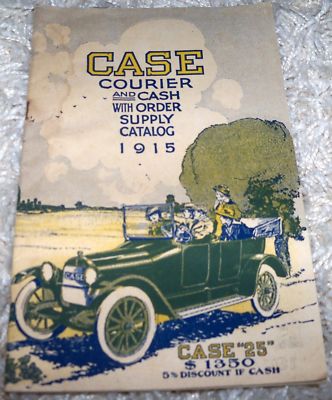 CASE
COURIER
AND CASH
WITH ORDER
SUPPLY
CATALOG
1915
CASE
CASE "25"
$ 1350
5% DISCOUNT IF CASH